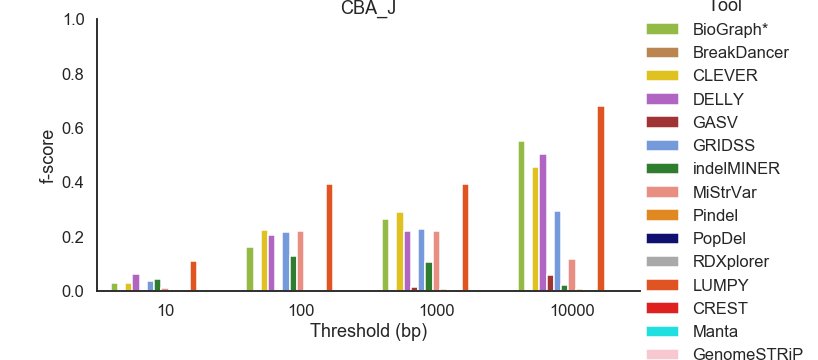 CBA_J
Tool
f-score
1.0
0.8
0.6
0.4
0.2
0.0
10
100
1000
10000
Threshold (bp)
BioGraph*
BreakDancer
CLEVER
DELLY
GASV
GRIDSS
indelMINER
MiStrVar
Pindel
PopDel
RDXplorer
LUMPY
CREST
Manta
GenomeSTRiP